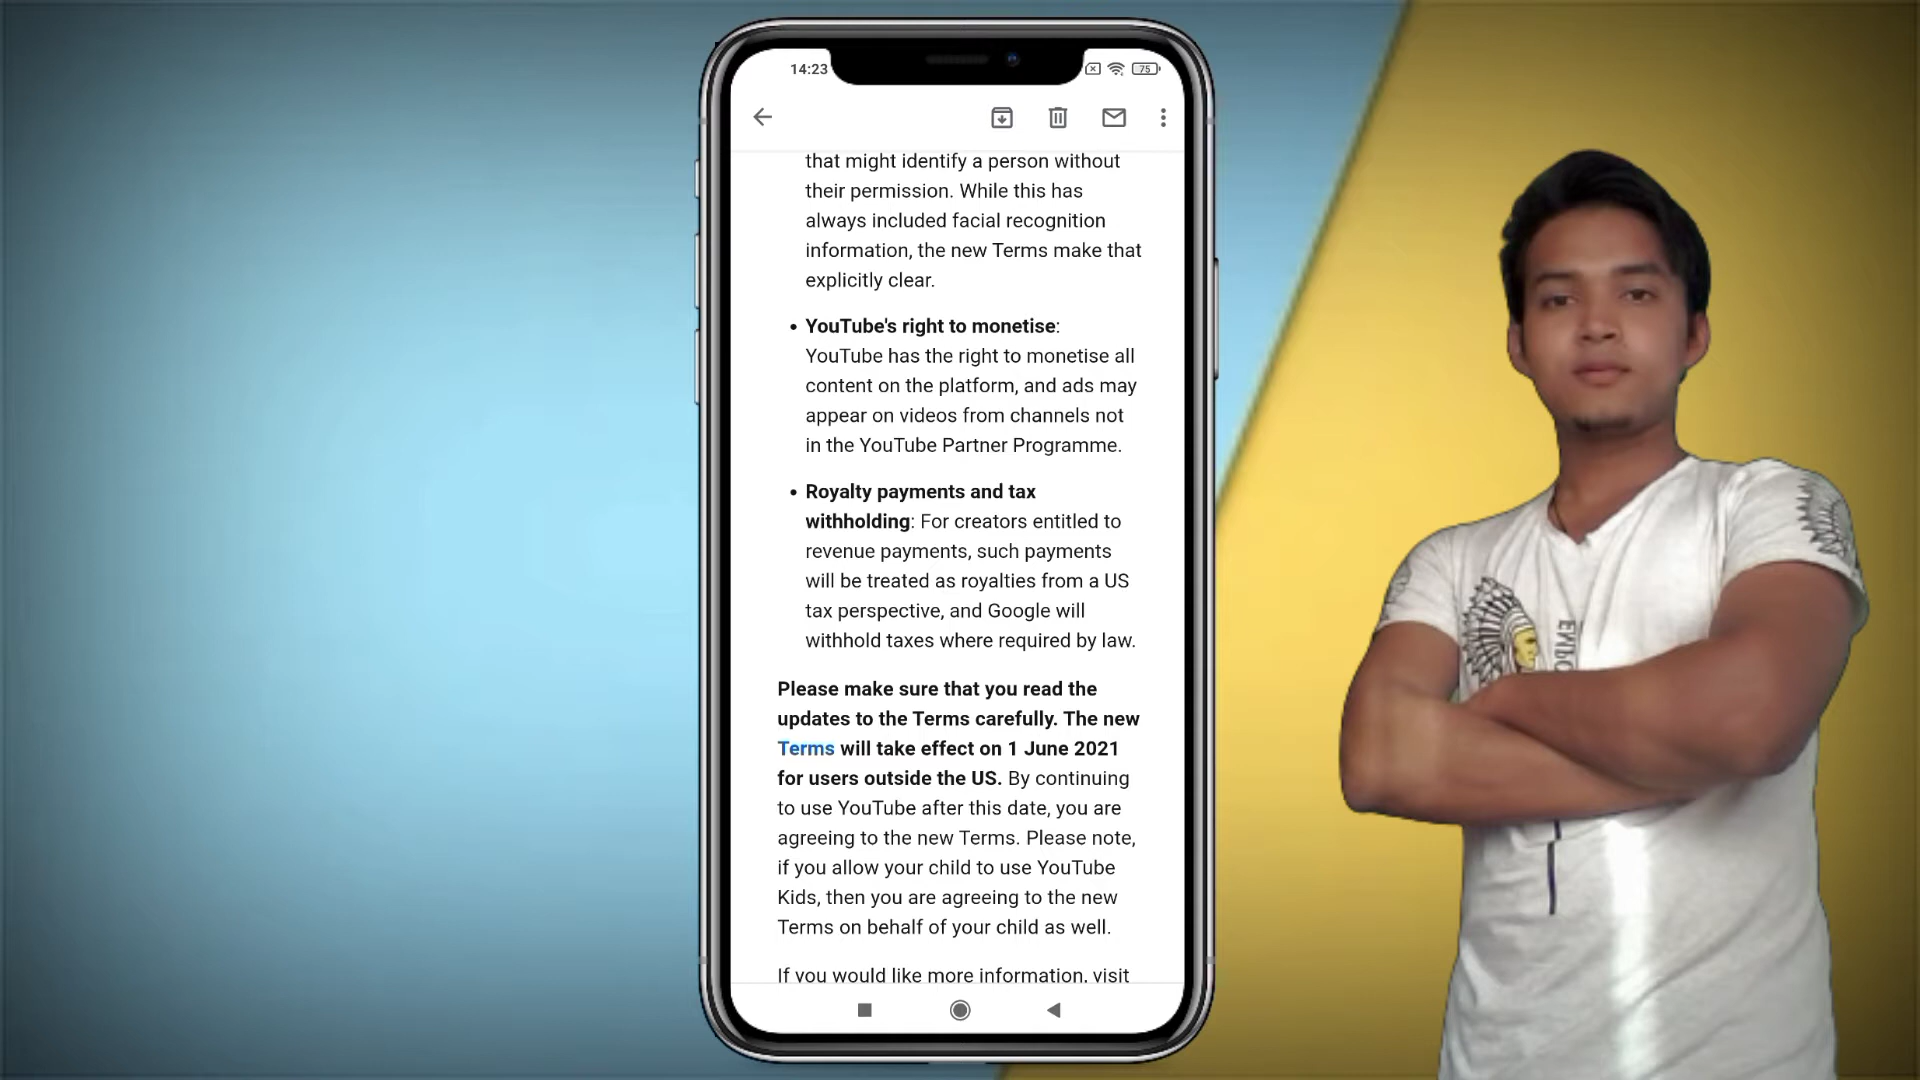 14:23
75
that might identify a person without
their permission. While this has
always included facial recognition
information, the new Terms make that
explicitly clear.
• YouTube's right to monetise:
YouTube has the right to monetise all
content on the platform, and ads may
appear on videos from channels not
in the YouTube Partner Programme.
• Royalty payments and tax
withholding: For creators entitled to
revenue payments, such payments
will be treated as royalties from a US
tax perspective, and Google will
withhold taxes where required by law.
Please make sure that you read the
updates to the Terms carefully. The new
Terms will take effect on 1 June 2021
for users outside the US. By continuing
to use YouTube after this date, you are
agreeing to the new Terms. Please note,
if you allow your child to use YouTube
Kids, then you are agreeing to the new
Terms on behalf of your child as well.
If you would like more information, visit